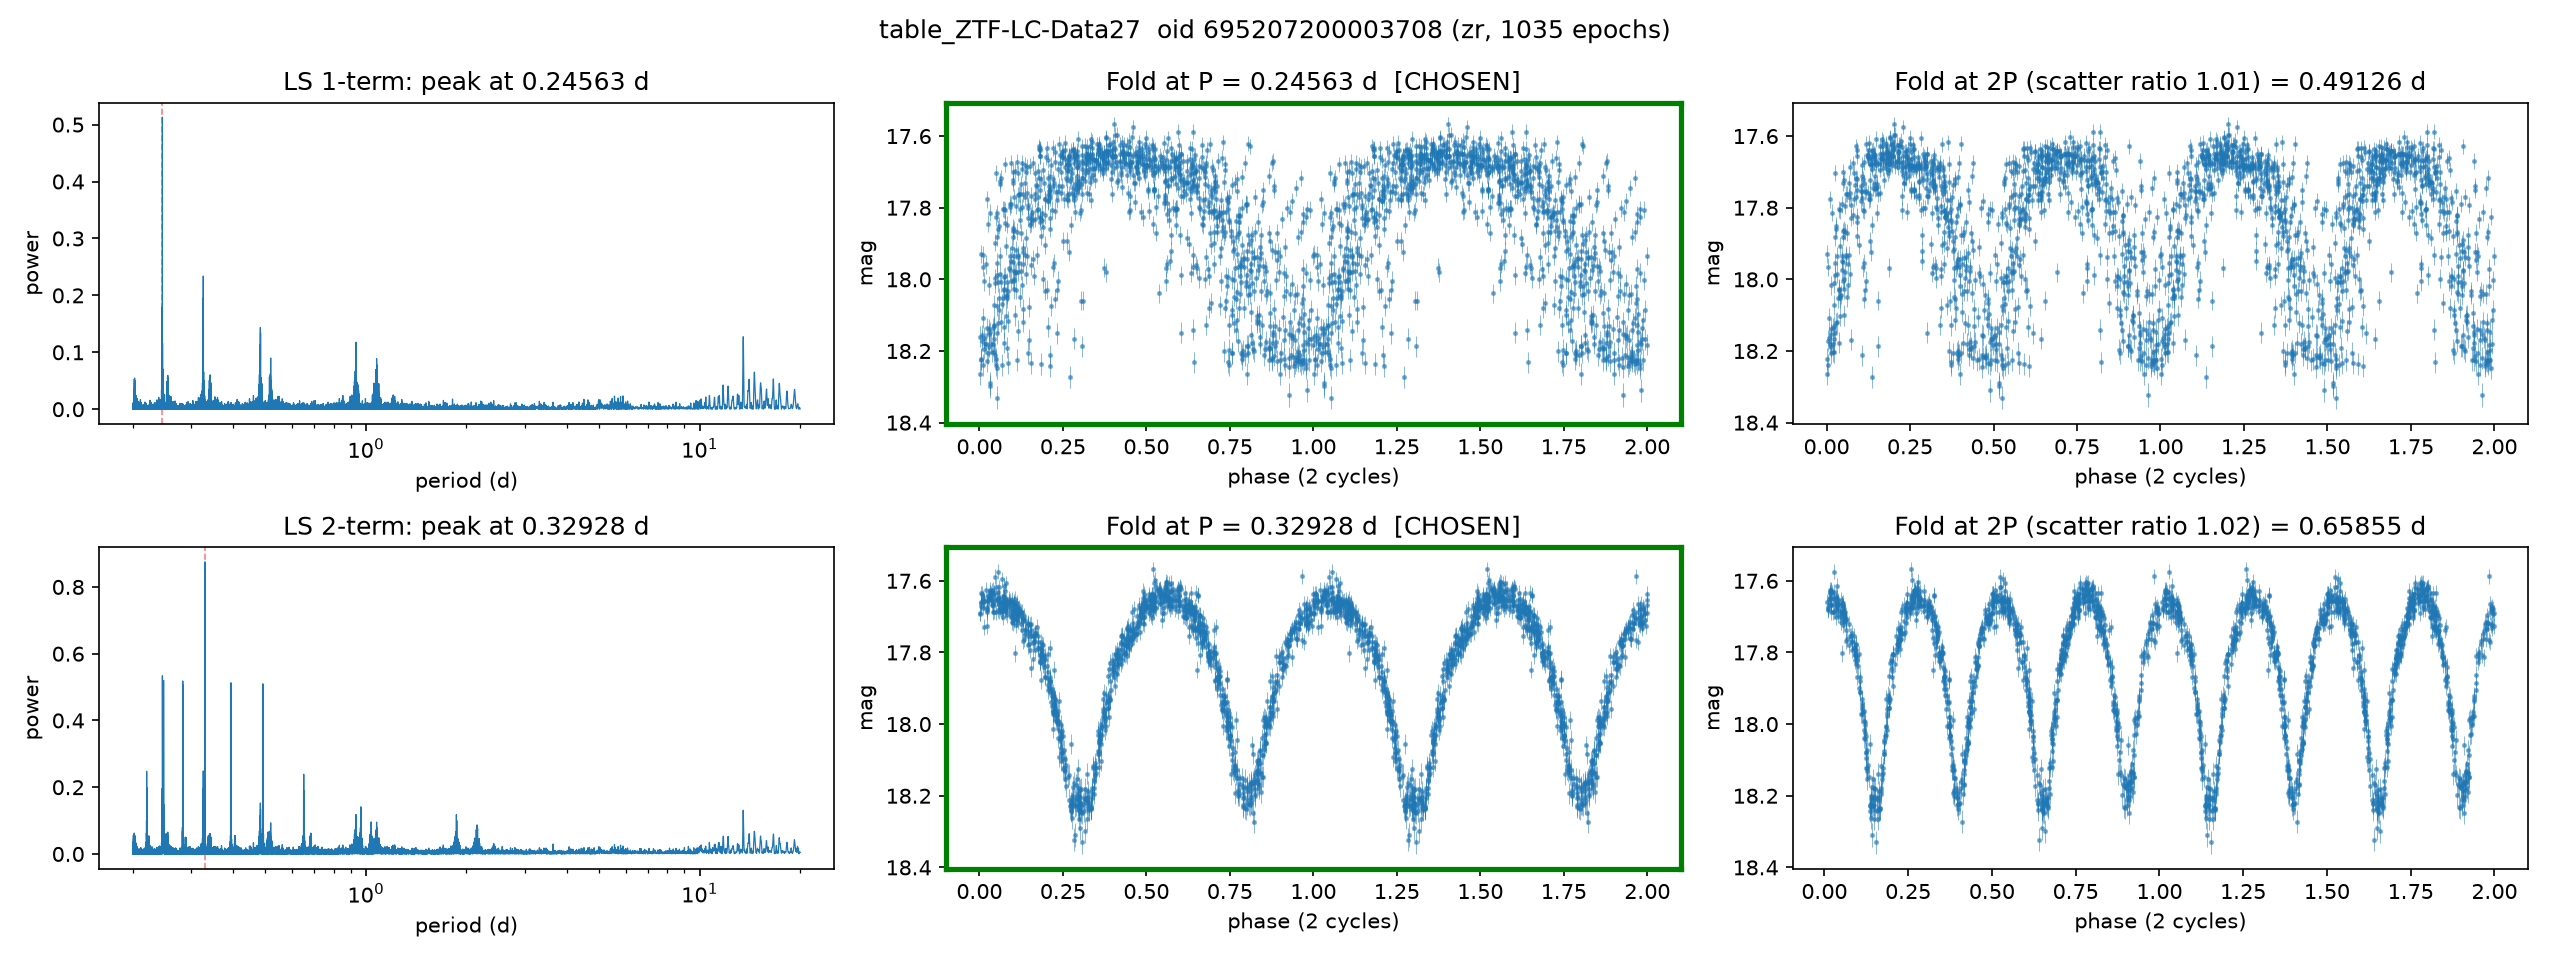 table_ZTF-LC-Data27  oid 695207200003708 (zr, 1035 epochs)
LS 1-term: peak at 0.24563 d
power
0.5
0.4
0.3
0.2
0.1
0.0
10⁰
10¹
period (d)
Fold at P = 0.24563 d  [CHOSEN]
mag
17.6
17.8
18.0
18.2
18.4
0.00 0.25 0.50 0.75 1.00 1.25 1.50 1.75 2.00
phase (2 cycles)
Fold at 2P (scatter ratio 1.01) = 0.49126 d
mag
17.6
17.8
18.0
18.2
18.4
0.00 0.25 0.50 0.75 1.00 1.25 1.50 1.75 2.00
phase (2 cycles)
LS 2-term: peak at 0.32928 d
power
0.8
0.6
0.4
0.2
0.0
10⁰
10¹
period (d)
Fold at P = 0.32928 d  [CHOSEN]
mag
17.6
17.8
18.0
18.2
18.4
0.00 0.25 0.50 0.75 1.00 1.25 1.50 1.75 2.00
phase (2 cycles)
Fold at 2P (scatter ratio 1.02) = 0.65855 d
mag
17.6
17.8
18.0
18.2
18.4
0.00 0.25 0.50 0.75 1.00 1.25 1.50 1.75 2.00
phase (2 cycles)